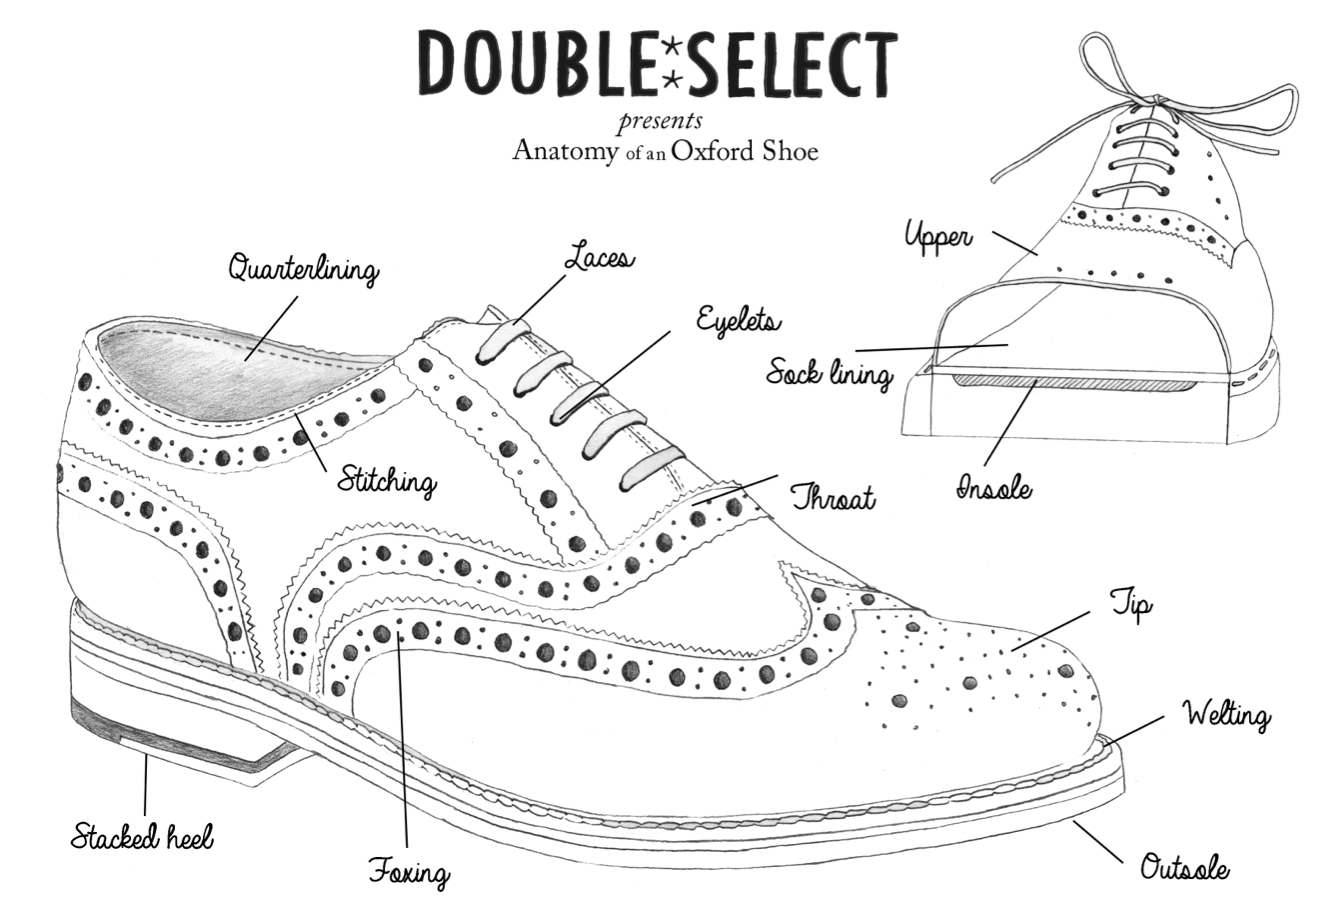 DOUBLE**SELECT
presents
Anatomy of an Oxford Shoe
Upper
Laces
Quarterlining
Eyelets
Sock lining
Stitching
Insole
Throat
Tip
Welting
Stacked heel
Foxing
Outsole